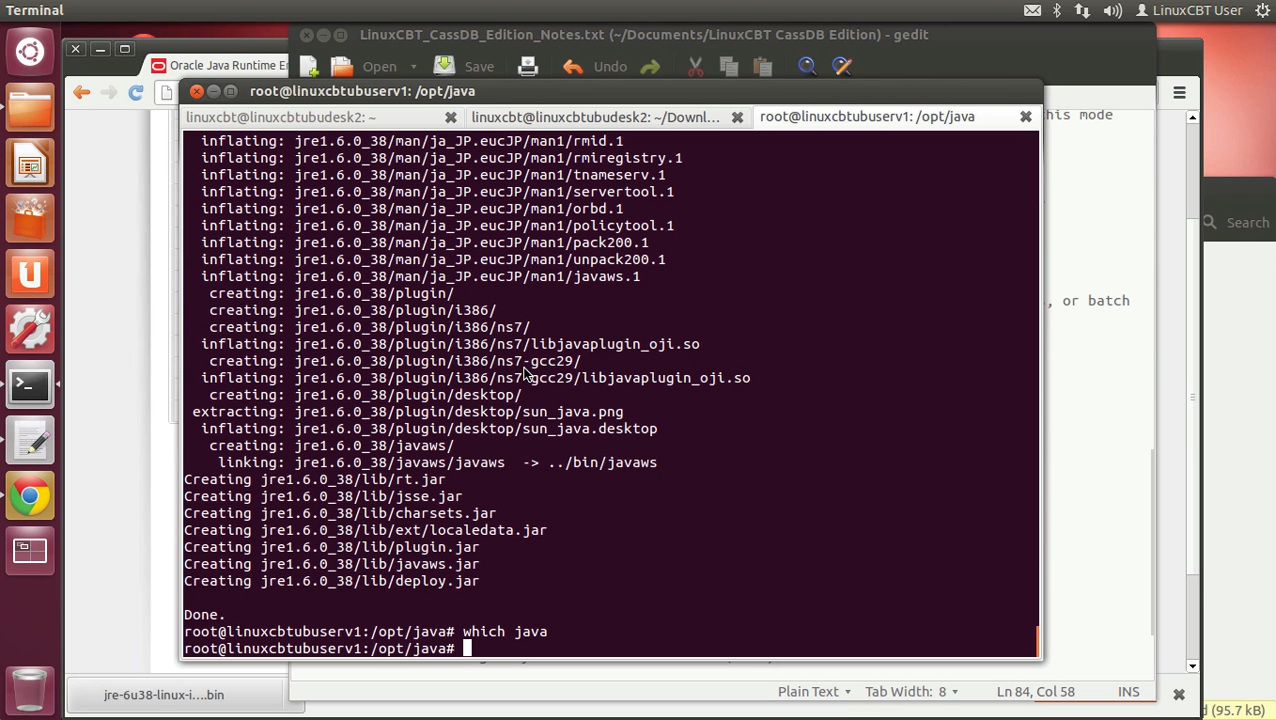 Terminal
LinuxCBT User
LinuxCBT_CassDB_Edition_Notes.txt (~/Documents/LinuxCBT CassDB Edition) - gedit
Oracle Java Runtime En
Open
Save
Undo
root@linuxcbtubuserv1: /opt/java
linuxcbt@linuxcbtubudesk2: ~
linuxcbt@linuxcbtubudesk2: ~/Downl...
root@linuxcbtubuserv1: /opt/java
his mode
Search
, or batch
inflating: jre1.6.0_38/man/ja_JP.eucJP/man1/rmid.1
inflating: jre1.6.0_38/man/ja_JP.eucJP/man1/rmiregistry.1
inflating: jre1.6.0_38/man/ja_JP.eucJP/man1/tnameserv.1
inflating: jre1.6.0_38/man/ja_JP.eucJP/man1/servertool.1
inflating: jre1.6.0_38/man/ja_JP.eucJP/man1/orbd.1
inflating: jre1.6.0_38/man/ja_JP.eucJP/man1/policytool.1
inflating: jre1.6.0_38/man/ja_JP.eucJP/man1/pack200.1
inflating: jre1.6.0_38/man/ja_JP.eucJP/man1/unpack200.1
inflating: jre1.6.0_38/man/ja_JP.eucJP/man1/javaws.1
creating: jre1.6.0_38/plugin/
creating: jre1.6.0_38/plugin/i386/
creating: jre1.6.0_38/plugin/i386/ns7/
inflating: jre1.6.0_38/plugin/i386/ns7/libjavaplugin_oji.so
creating: jre1.6.0_38/plugin/i386/ns7-gcc29/
inflating: jre1.6.0_38/plugin/i386/ns7-gcc29/libjavaplugin_oji.so
creating: jre1.6.0_38/plugin/desktop/
extracting: jre1.6.0_38/plugin/desktop/sun_java.png
inflating: jre1.6.0_38/plugin/desktop/sun_java.desktop
creating: jre1.6.0_38/javaws/
linking: jre1.6.0_38/javaws/javaws  -> ../bin/javaws
Creating jre1.6.0_38/lib/rt.jar
Creating jre1.6.0_38/lib/jsse.jar
Creating jre1.6.0_38/lib/charsets.jar
Creating jre1.6.0_38/lib/ext/localedata.jar
Creating jre1.6.0_38/lib/plugin.jar
Creating jre1.6.0_38/lib/javaws.jar
Creating jre1.6.0_38/lib/deploy.jar
Done.
root@linuxcbtubuserv1:/opt/java# which java
root@linuxcbtubuserv1:/opt/java#
jre-6u38-linux-i....bin
Plain Text
Tab Width: 8
Ln 84, Col 58
INS
d (95.7 kB)